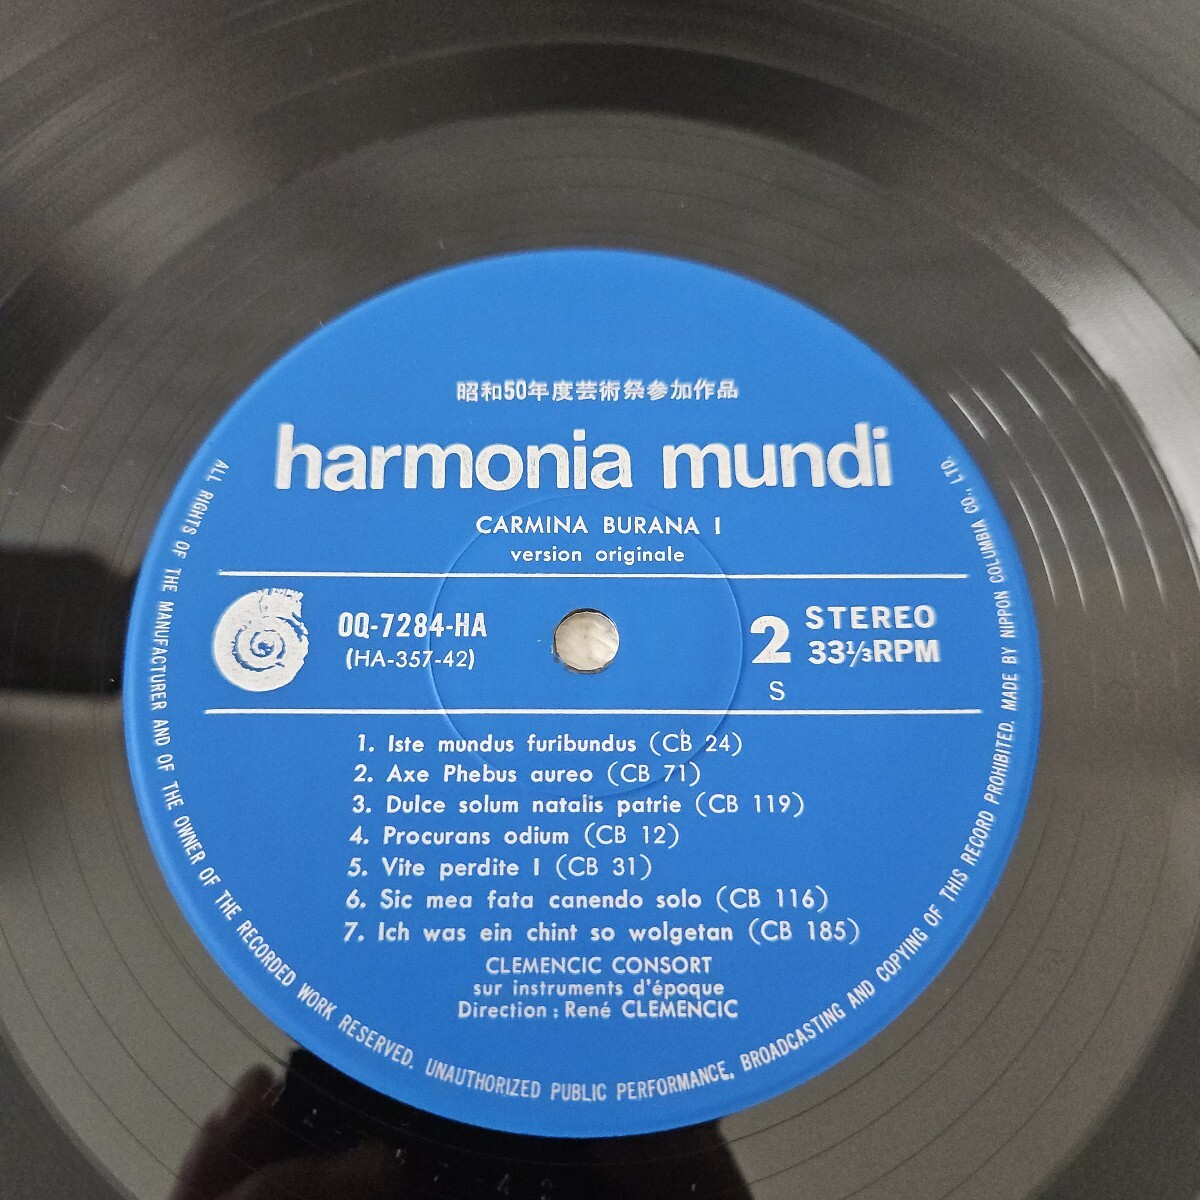 昭和50年度芸術祭参加作品
harmonia mundi
CARMINA BURANA I
version originale
OQ-7284-HA
(HA-357-42)
2
S
STEREO
33⅓RPM
1. Iste mundus furibundus (CB 24)
2. Axe Phebus aureo (CB 71)
3. Dulce solum natalis patrie (CB 119)
4. Procurans odium (CB 12)
5. Vite perdite I (CB 31)
6. Sic mea fata canendo solo (CB 116)
7. Ich was ein chint so wolgetan (CB 185)
CLEMENCIC CONSORT
sur instruments d'époque
Direction : René CLEMENCIC
ALL RIGHTS OF THE MANUFACTURER AND OF THE OWNER OF THE RECORDED WORK RESERVED. UNAUTHORIZED PUBLIC PERFORMANCE. BROADCASTING AND COPYING OF THIS RECORD PROHIBITED. MADE BY NIPPON COLUMBIA CO., LTD.